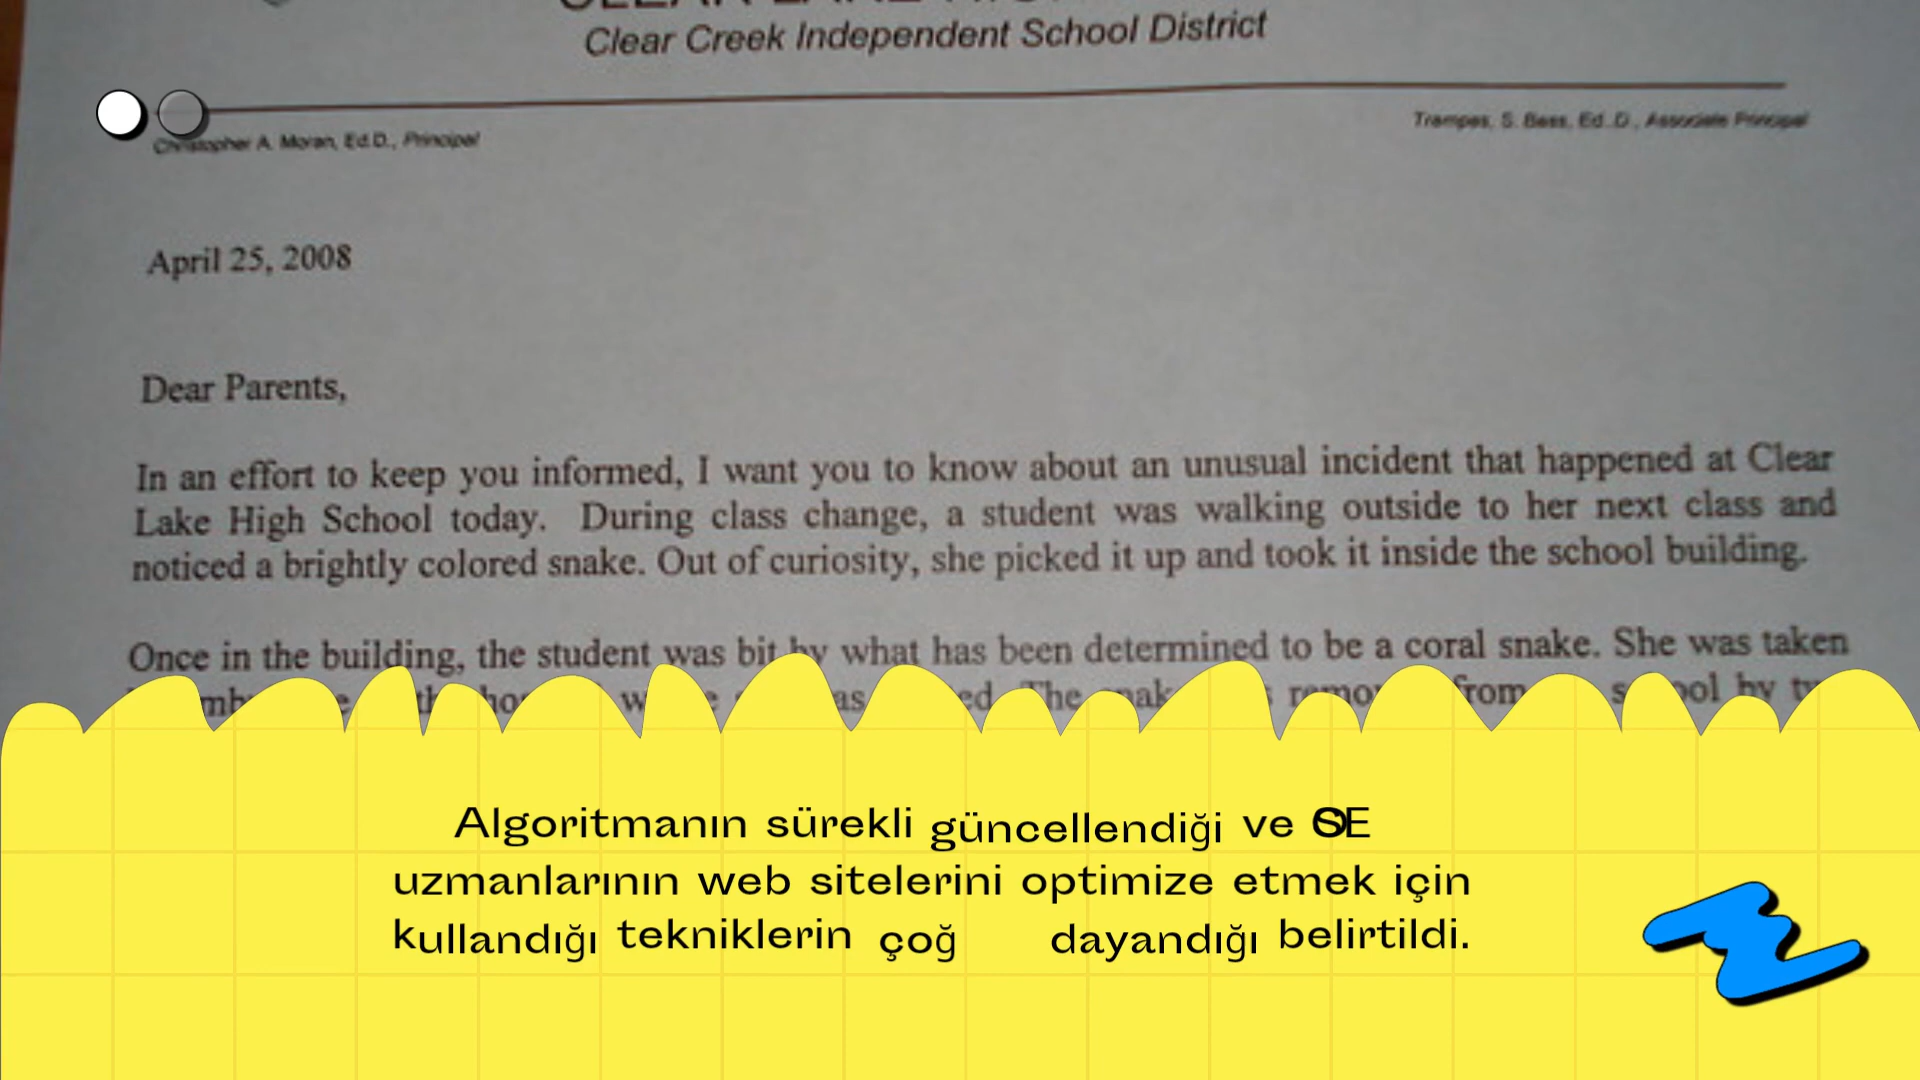 Clear Creek Independent School District
Christopher A. Moran, Ed.D., Principal
Trampas, S. Bass, Ed. D., Associate Principal
April 25, 2008
Dear Parents,
In an effort to keep you informed, I want you to know about an unusual incident that happened at Clear
Lake High School today. During class change, a student was walking outside to her next class and
noticed a brightly colored snake. Out of curiosity, she picked it up and took it inside the school building.
Once in the building, the student was bit by what has been determined to be a coral snake. She was taken
The from by
Algoritmanın sürekli güncellendiği ve
uzmanlarının web sitelerini optimize etmek için
kullandığı tekniklerin çoğ dayandığı belirtildi.